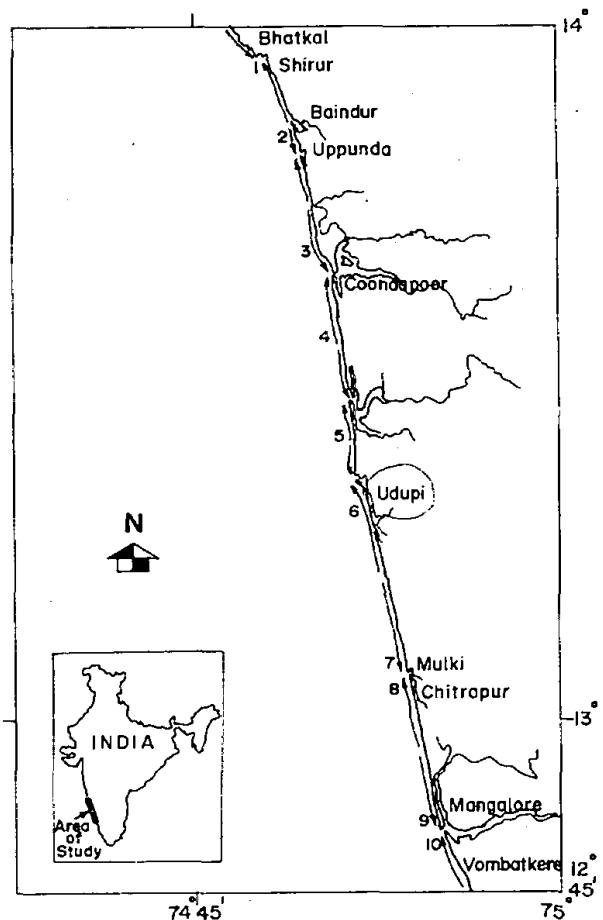 14°
Bhatkal
1 Shirur
Baindur
2
Uppunda
3
Coondapoor
4
5
Udupi
6
N
7 Mulki
8 Chitrapur
13°
INDIA
Area
of
Study
Mangalore
9
10
Vombatkere
12°
45'
74°45'
75°